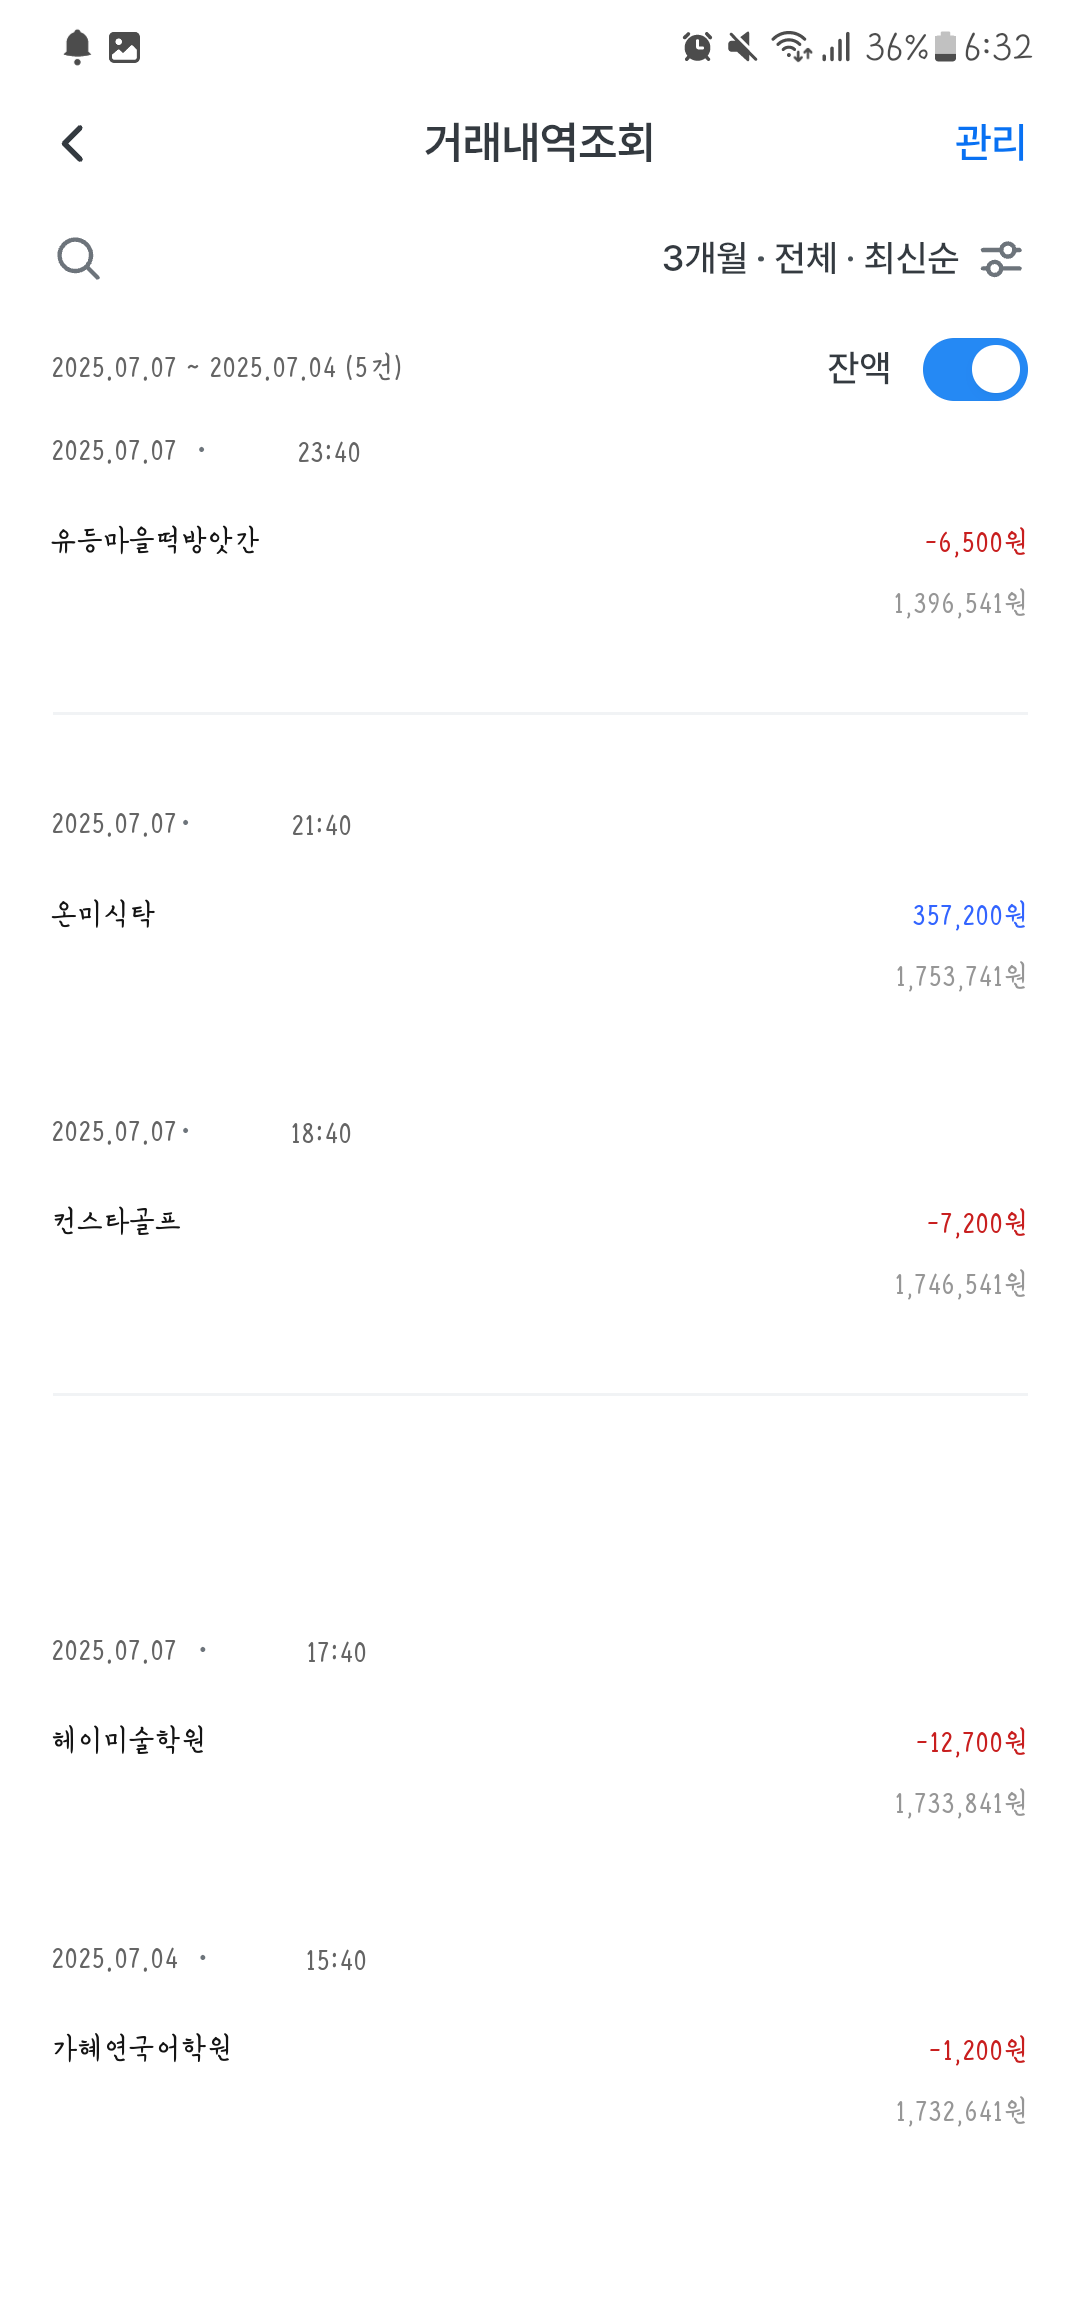 36% 6:32
거래내역조회 관리
3개월 · 전체 · 최신순
2025.07.07 ~ 2025.07.04 (5건) 잔액
2025.07.07 · 23:40
유등마을떡방앗간 -6,500원
1,396,541원
2025.07.07 · 21:40
온미식탁 357,200원
1,753,741원
2025.07.07 · 18:40
컨스타골프 -7,200원
1,746,541원
2025.07.07 · 17:40
헤이미술학원 -12,700원
1,733,841원
2025.07.04 · 15:40
가혜연국어학원 -1,200원
1,732,641원